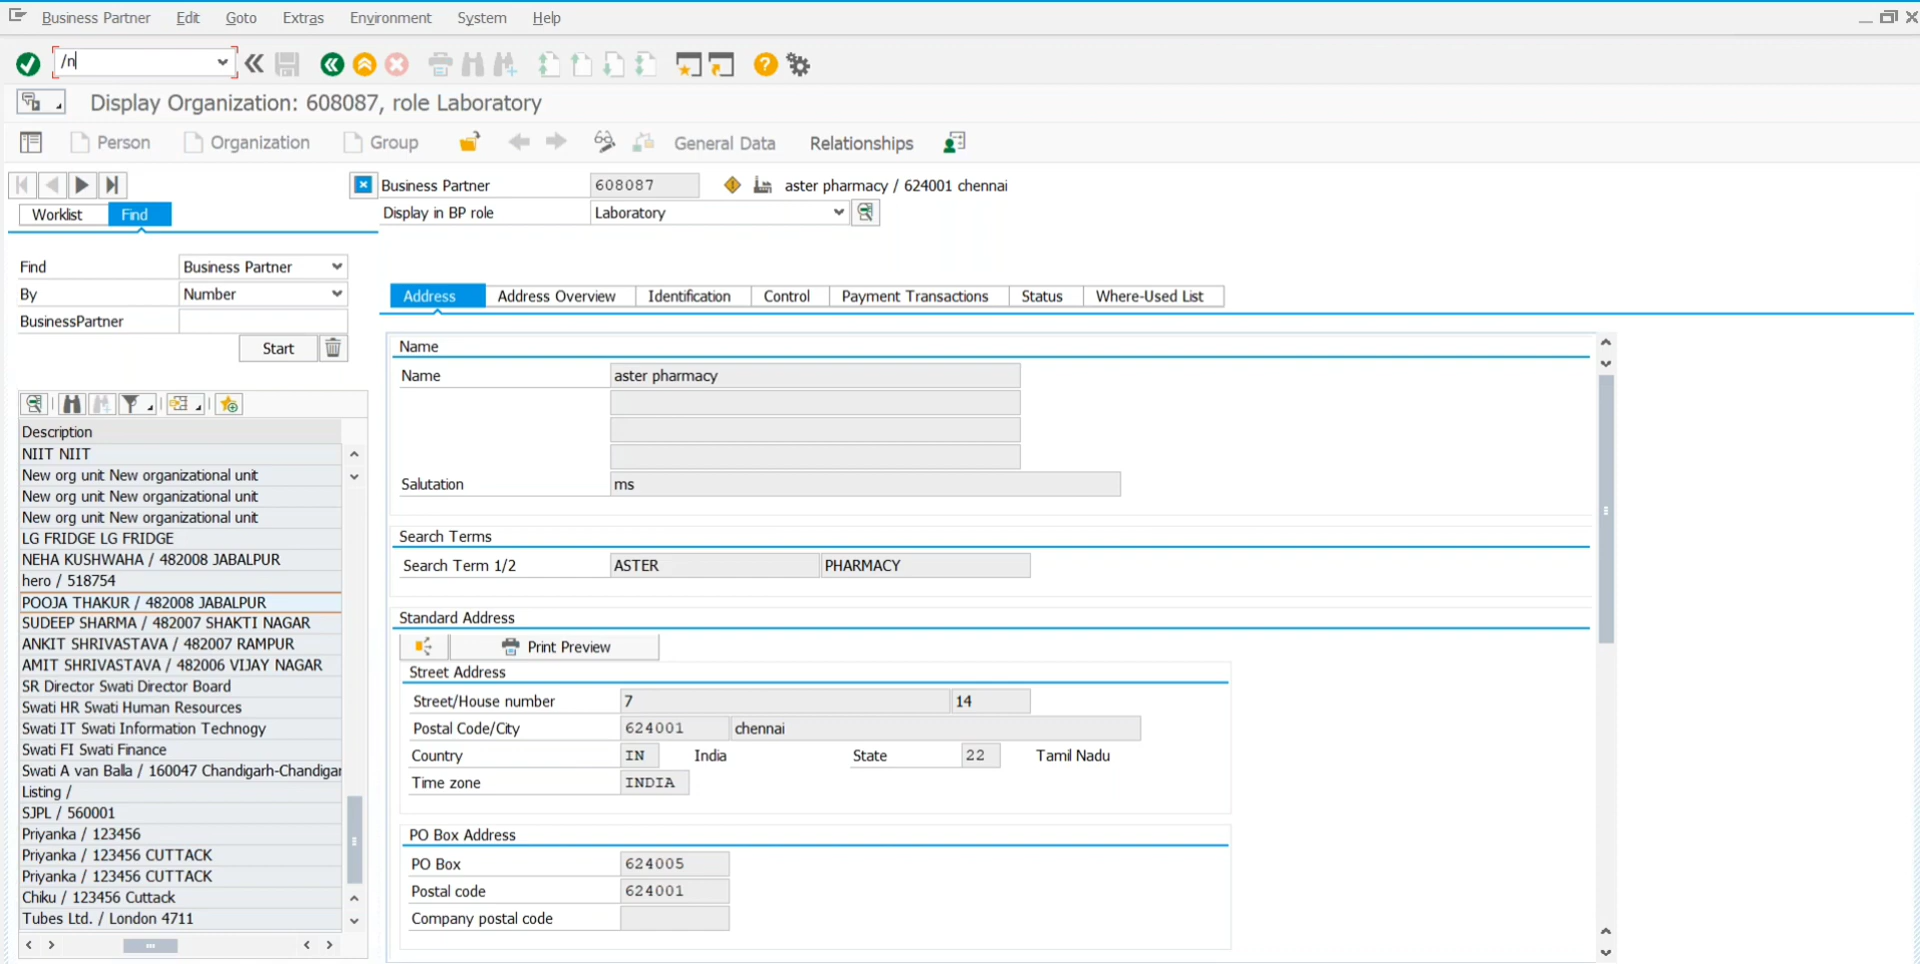 Business Partner Edit Goto Extras Environment System Help
/n
Display Organization: 608087, role Laboratory
Person Organization Group General Data Relationships
Business Partner 608087 aster pharmacy / 624001 chennai
Worklist Find
Display in BP role Laboratory
Find Business Partner
By Number
BusinessPartner
Start
Description
NIIT NIIT
New org unit New organizational unit
New org unit New organizational unit
New org unit New organizational unit
LG FRIDGE LG FRIDGE
NEHA KUSHWAHA / 482008 JABALPUR
hero / 518754
POOJA THAKUR / 482008 JABALPUR
SUDEEP SHARMA / 482007 SHAKTI NAGAR
ANKIT SHRIVASTAVA / 482007 RAMPUR
AMIT SHRIVASTAVA / 482006 VIJAY NAGAR
SR Director Swati Director Board
Swati HR Swati Human Resources
Swati IT Swati Information Technogy
Swati FI Swati Finance
Swati A van Balla / 160047 Chandigarh-Chandigar
Listing /
SJPL / 560001
Priyanka / 123456
Priyanka / 123456 CUTTACK
Priyanka / 123456 CUTTACK
Chiku / 123456 Cuttack
Tubes Ltd. / London 4711
Address Address Overview Identification Control Payment Transactions Status Where-Used List
Name
Name aster pharmacy
Salutation ms
Search Terms
Search Term 1/2 ASTER PHARMACY
Standard Address
Print Preview
Street Address
Street/House number 7 14
Postal Code/City 624001 chennai
Country IN India State 22 Tamil Nadu
Time zone INDIA
PO Box Address
PO Box 624005
Postal code 624001
Company postal code